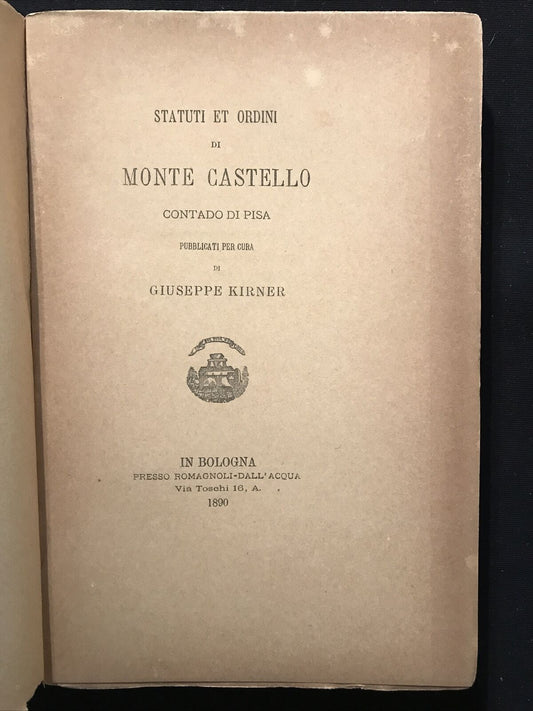 STATUTI ET ORDINI
DI
MONTE CASTELLO
CONTADO DI PISA
PUBBLICATI PER CURA
DI
GIUSEPPE KIRNER
IN BOLOGNA
PRESSO ROMAGNOLI-DALL'ACQUA
Via Toschi 16, A.
1890